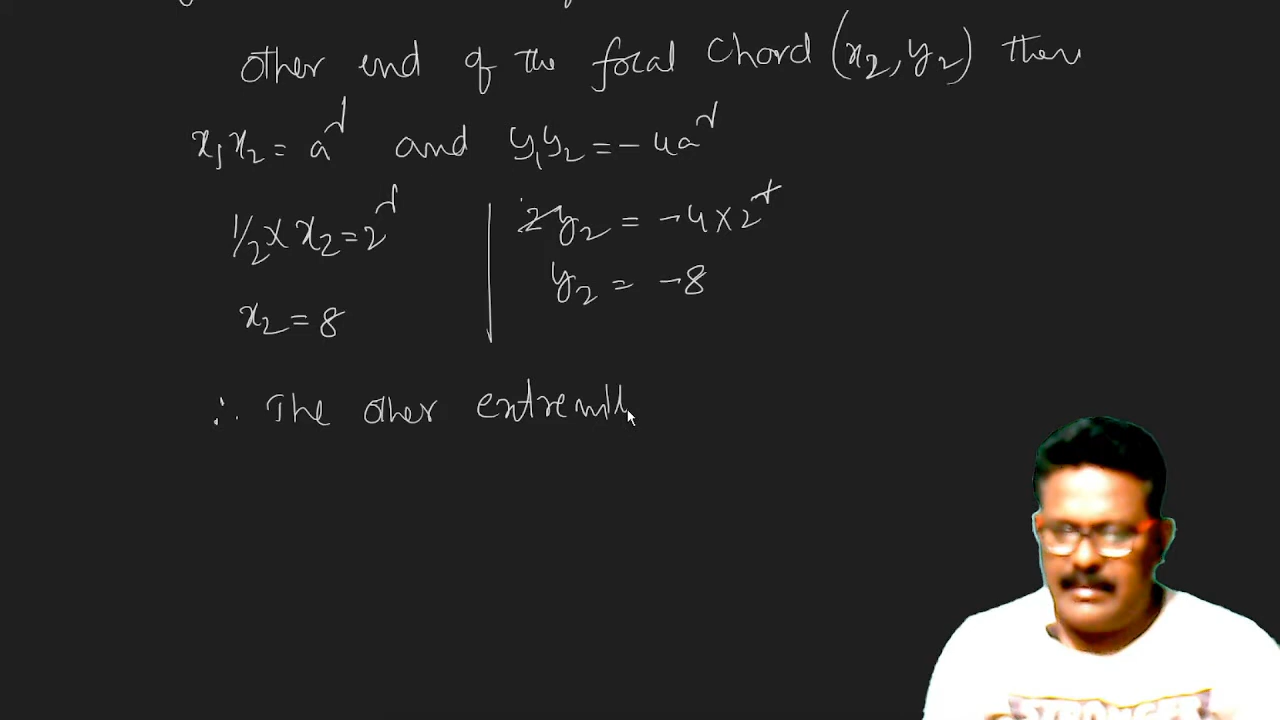 other end of the focal chord (x₂, y₂) then
x₁x₂ = a² and y₁y₂ = -4a²
1/2 × x₂ = 2²
2y₂ = -4 × 2²
y₂ = -8
x₂ = 8
∴ The other
STRONGER